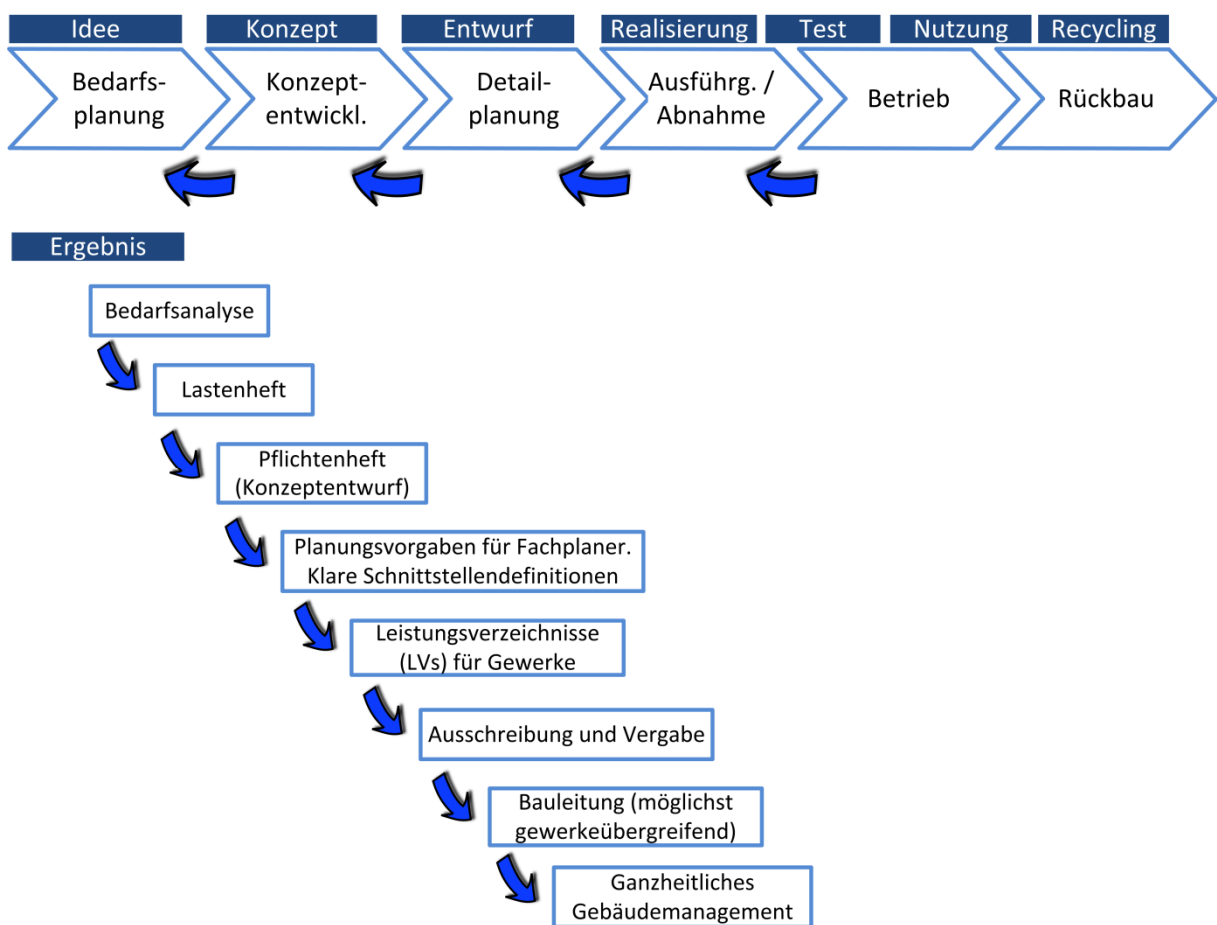 Idee
Konzept
Entwurf
Realisierung
Test
Nutzung
Recycling
Bedarfs-
planung
Konzept-
entwickl.
Detail-
planung
Ausführg. /
Abnahme
Betrieb
Rückbau
Ergebnis
Bedarfsanalyse
Lastenheft
Pflichtenheft
(Konzeptentwurf)
Planungsvorgaben für Fachplaner.
Klare Schnittstellendefinitionen
Leistungsverzeichnisse
(LVs) für Gewerke
Ausschreibung und Vergabe
Bauleitung (möglichst
gewerkeübergreifend)
Ganzheitliches
Gebäudemanagement